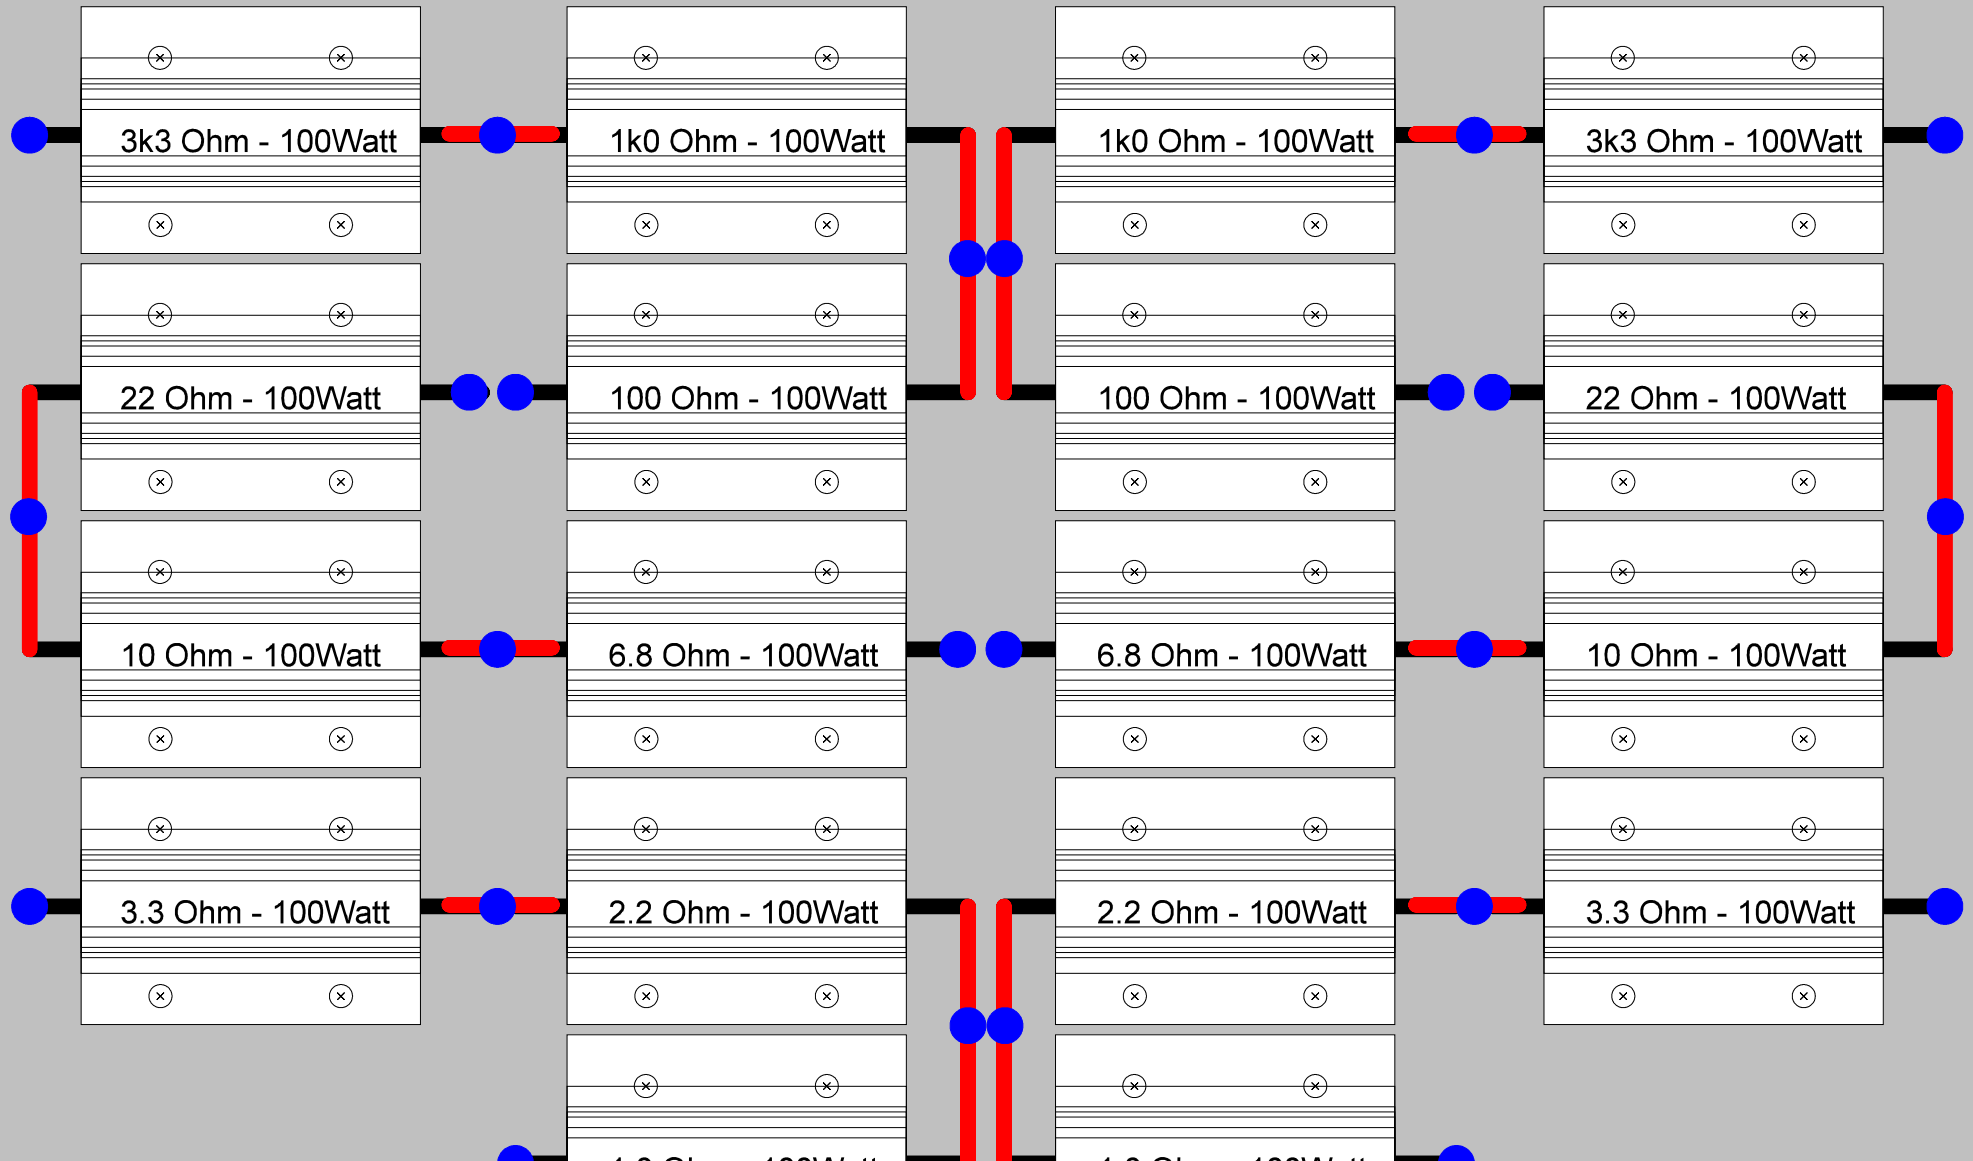 3k3 Ohm - 100Watt
1k0 Ohm - 100Watt
1k0 Ohm - 100Watt
3k3 Ohm - 100Watt
22 Ohm - 100Watt
100 Ohm - 100Watt
100 Ohm - 100Watt
22 Ohm - 100Watt
10 Ohm - 100Watt
6.8 Ohm - 100Watt
6.8 Ohm - 100Watt
10 Ohm - 100Watt
3.3 Ohm - 100Watt
2.2 Ohm - 100Watt
2.2 Ohm - 100Watt
3.3 Ohm - 100Watt